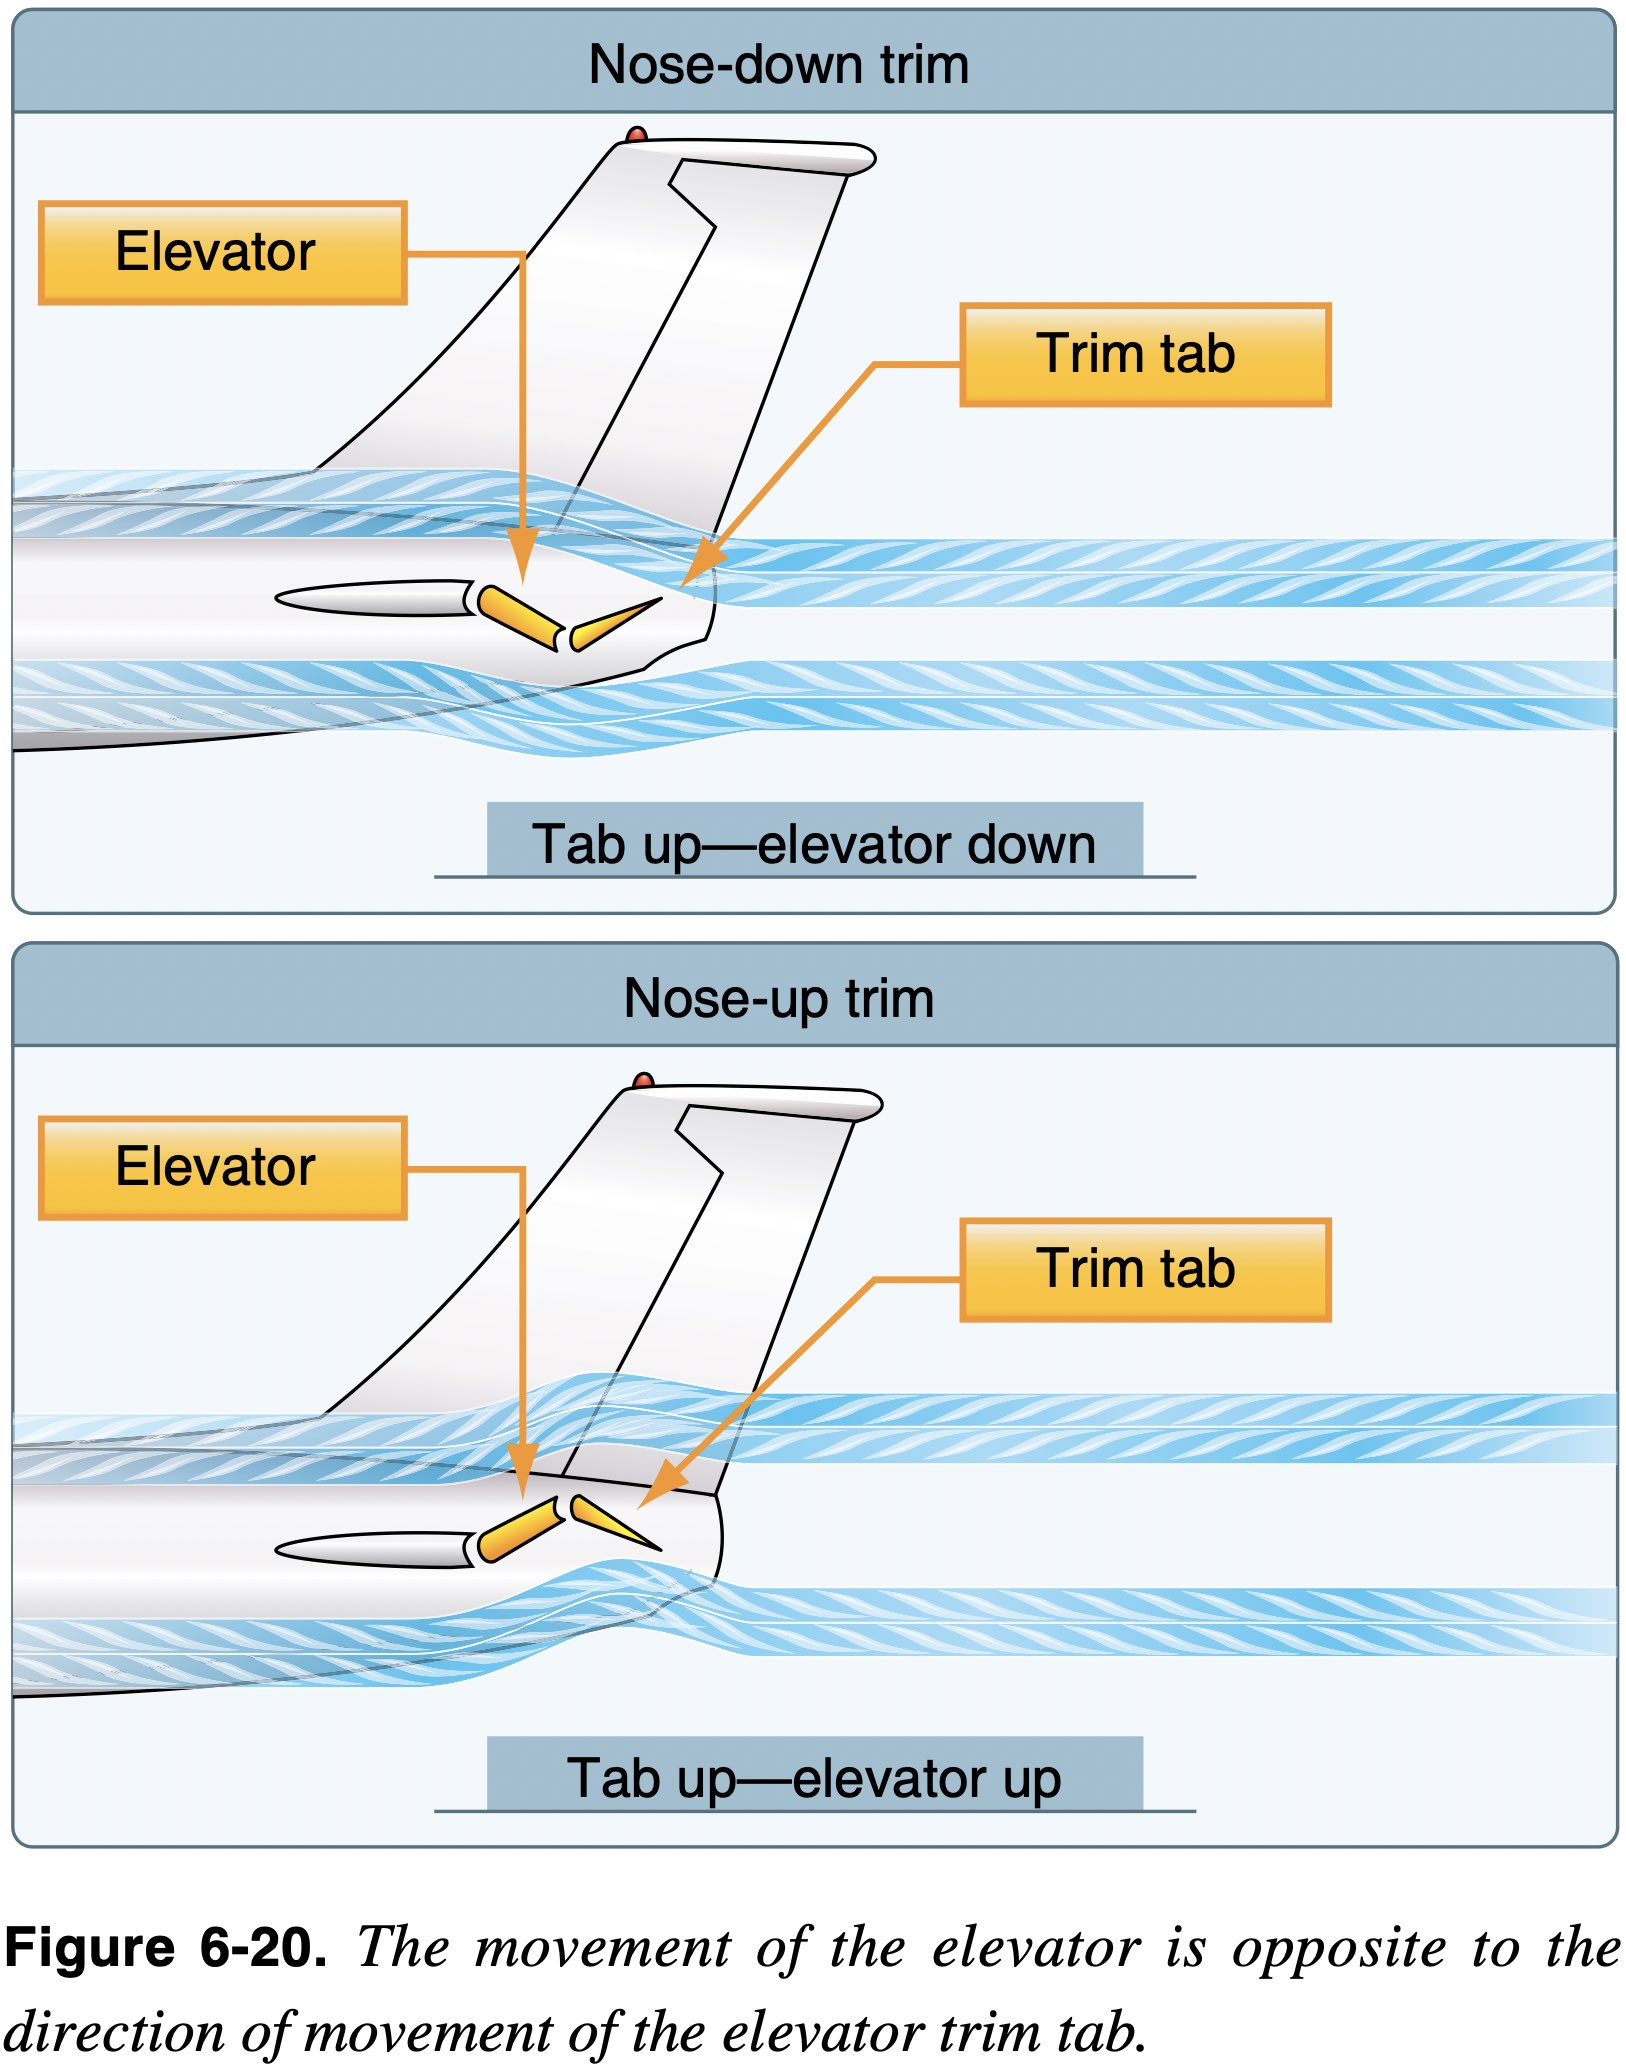 Nose-down trim
Elevator
Trim tab
Tab up—elevator down
Nose-up trim
Elevator
Trim tab
Tab up—elevator up
Figure 6-20. The movement of the elevator is opposite to the
direction of movement of the elevator trim tab.